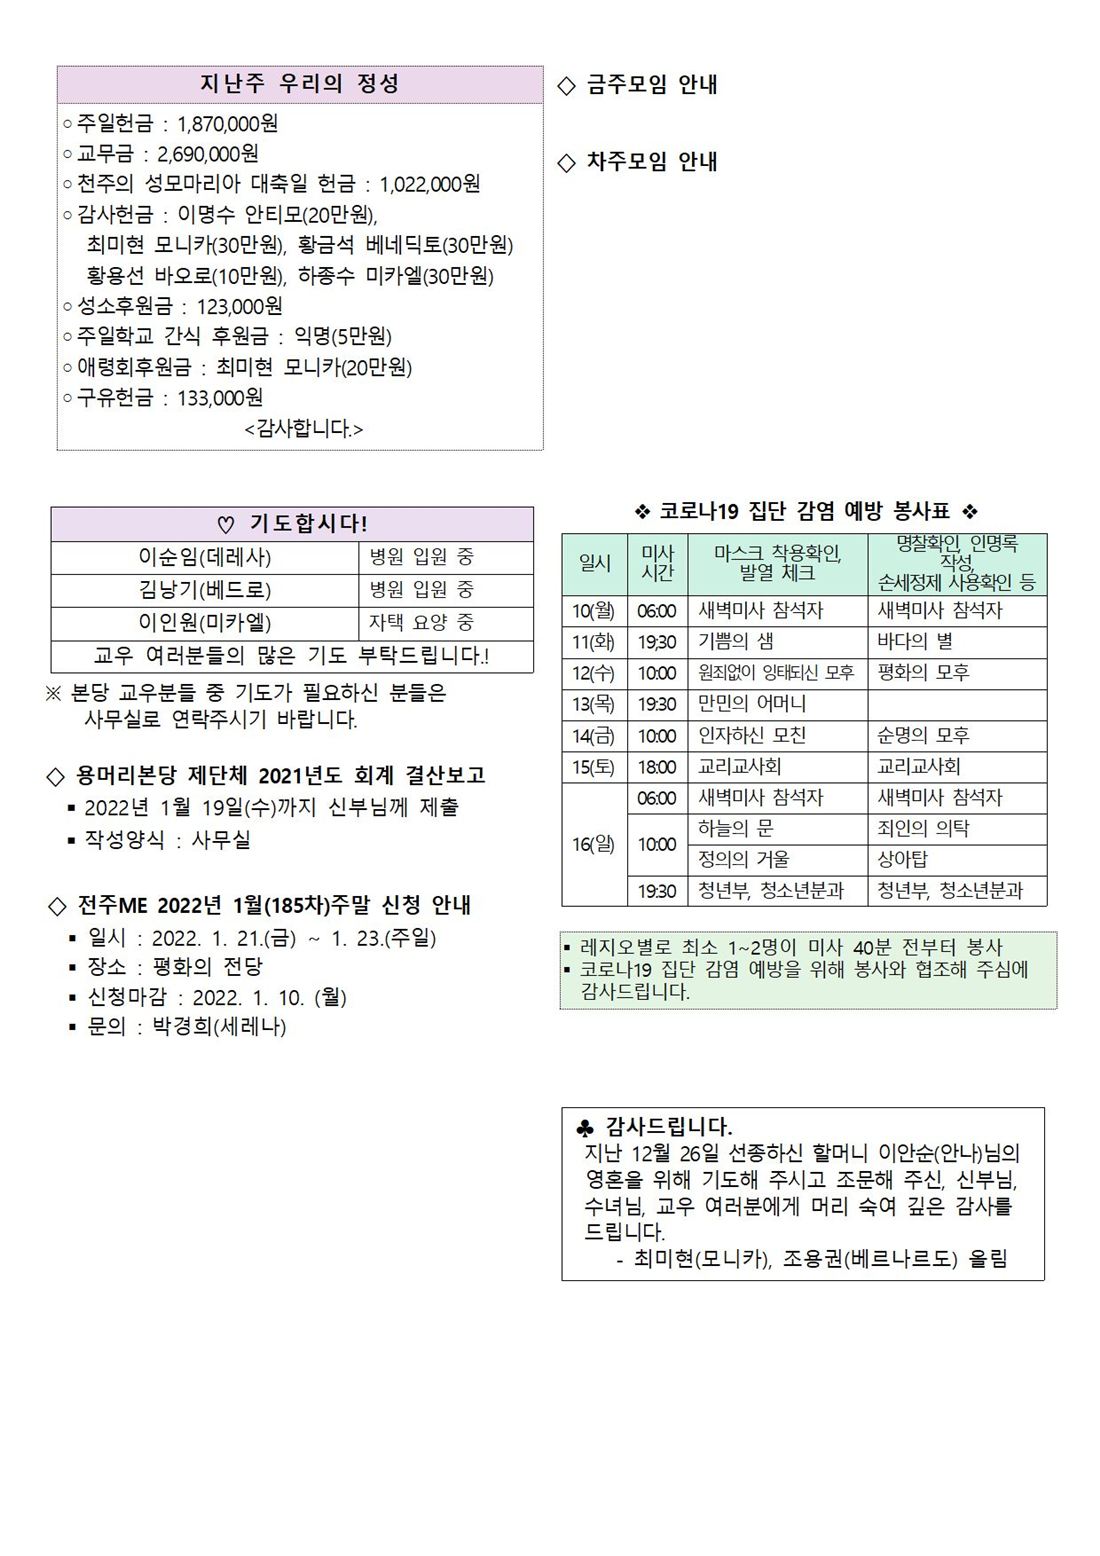 지난주 우리의 정성
○ 주일헌금 : 1,870,000원
○ 교무금 : 2,690,000원
○ 천주의 성모마리아 대축일 헌금 : 1,022,000원
○ 감사헌금 : 이명수 안티모(20만원),
최미현 모니카(30만원), 황금석 베네딕토(30만원)
황용선 바오로(10만원), 하종수 미카엘(30만원)
○ 성소후원금 : 123,000원
○ 주일학교 간식 후원금 : 익명(5만원)
○ 애령회후원금 : 최미현 모니카(20만원)
○ 구유헌금 : 133,000원
<감사합니다.>
♡ 기도합시다!
이순임(데레사) 병원 입원 중
김낭기(베드로) 병원 입원 중
이인원(미카엘) 자택 요양 중
교우 여러분들의 많은 기도 부탁드립니다.!
※ 본당 교우분들 중 기도가 필요하신 분들은
사무실로 연락주시기 바랍니다.
◇ 용머리본당 제단체 2021년도 회계 결산보고
▪ 2022년 1월 19일(수)까지 신부님께 제출
▪ 작성양식 : 사무실
◇ 전주ME 2022년 1월(185차)주말 신청 안내
▪ 일시 : 2022. 1. 21.(금) ~ 1. 23.(주일)
▪ 장소 : 평화의 전당
▪ 신청마감 : 2022. 1. 10. (월)
▪ 문의 : 박경희(세레나)
◇ 금주모임 안내
◇ 차주모임 안내
❖ 코로나19 집단 감염 예방 봉사표 ❖
일시 미사 시간 마스크 착용확인, 발열 체크 명찰확인, 인명록 작성, 손세정제 사용확인 등
10(월) 06:00 새벽미사 참석자 새벽미사 참석자
11(화) 19;30 기쁨의 샘 바다의 별
12(수) 10:00 원죄없이 잉태되신 모후 평화의 모후
13(목) 19:30 만민의 어머니
14(금) 10:00 인자하신 모친 순명의 모후
15(토) 18:00 교리교사회 교리교사회
16(일) 06:00 새벽미사 참석자 새벽미사 참석자
10:00 하늘의 문 죄인의 의탁
정의의 거울 상아탑
19:30 청년부, 청소년분과 청년부, 청소년분과
▪ 레지오별로 최소 1~2명이 미사 40분 전부터 봉사
▪ 코로나19 집단 감염 예방을 위해 봉사와 협조해 주심에
감사드립니다.
♣ 감사드립니다.
지난 12월 26일 선종하신 할머니 이안순(안나)님의
영혼을 위해 기도해 주시고 조문해 주신, 신부님,
수녀님, 교우 여러분에게 머리 숙여 깊은 감사를
드립니다.
- 최미현(모니카), 조용권(베르나르도) 올림